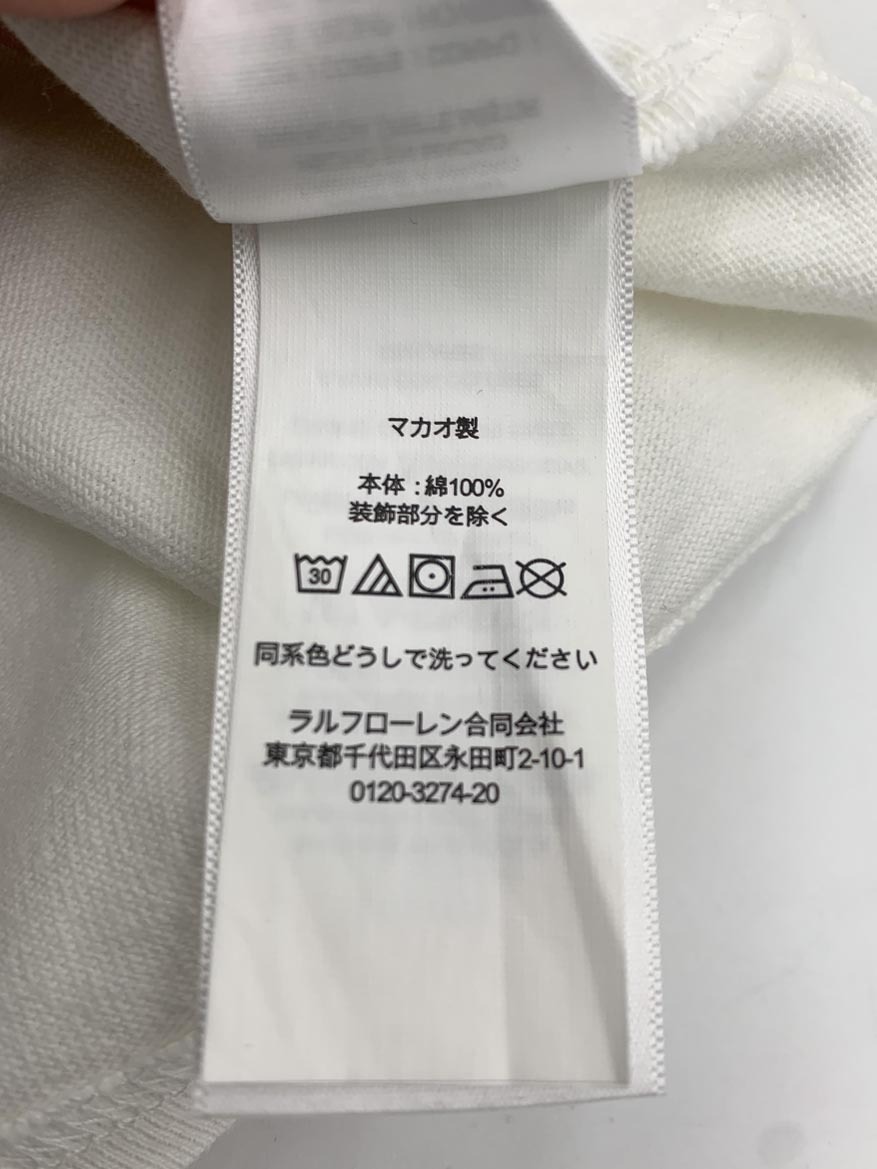 マカオ製
本体:綿100%
装飾部分を除く
30
同系色どうしで洗ってください
ラルフローレン合同会社
東京都千代田区永田町2-10-1
0120-3274-20